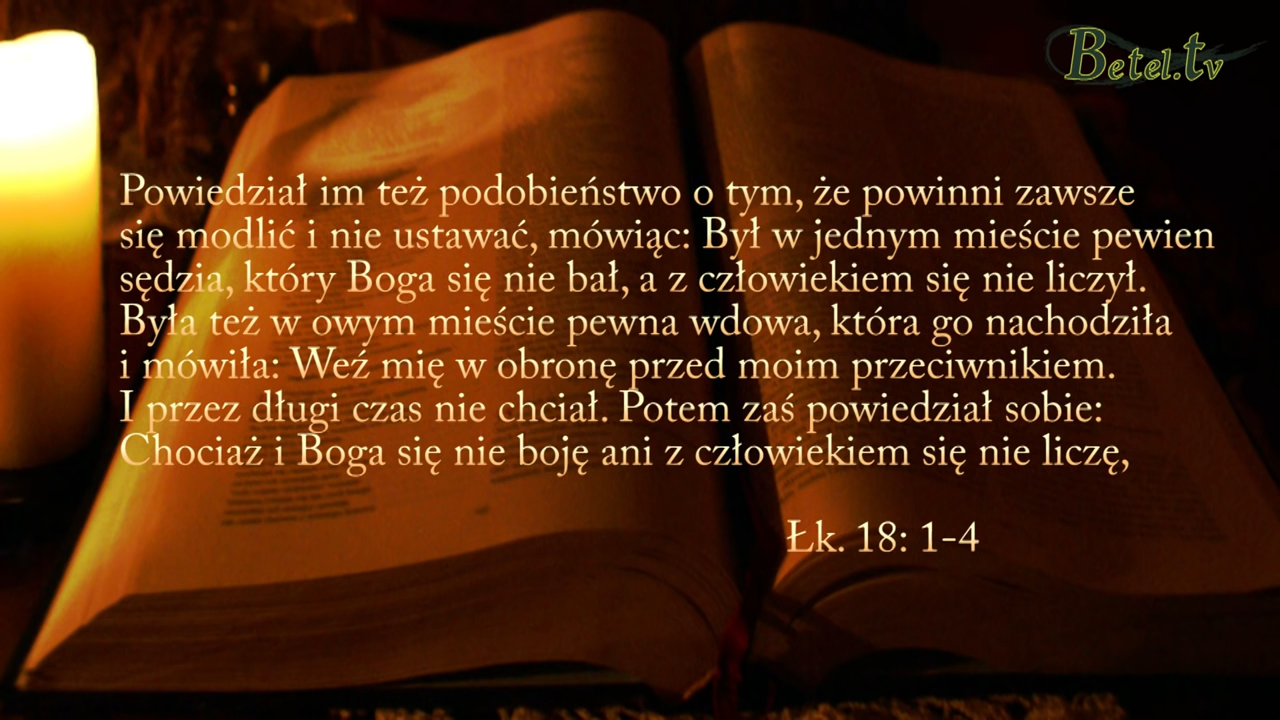 Betel.tv
Powiedział im też podobieństwo o tym, że powinni zawsze
się modlić i nie ustawać, mówiąc: Był w jednym mieście pewien
sędzia, który Boga się nie bał, a z człowiekiem się nie liczył.
Była też w owym mieście pewna wdowa, która go nachodziła
i mówiła: Weź mię w obronę przed moim przeciwnikiem.
I przez długi czas nie chciał. Potem zaś powiedział sobie:
Chociaż i Boga się nie boję ani z człowiekiem się nie liczę,
Łk. 18: 1-4